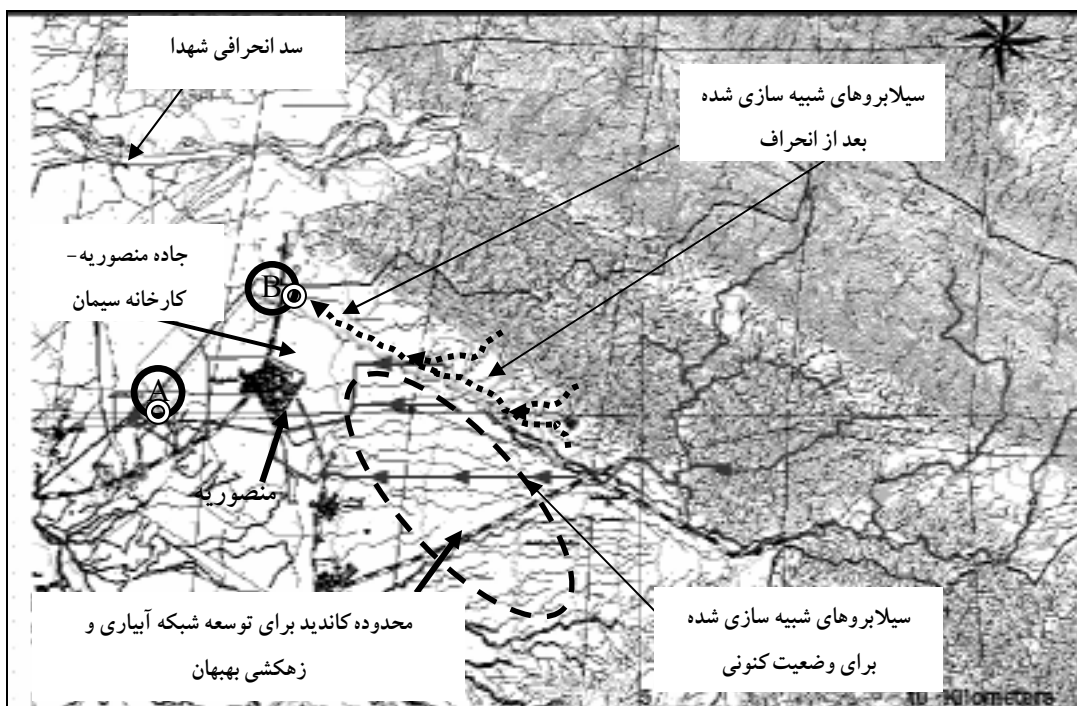 سد انحرافی شهدا
سیلابروهای شبیه سازی شده
بعد از انحراف
جاده منصوریه-
کارخانه سیمان
B
A
منصوریه
محدوده کاندید برای توسعه شبکه آبیاری و
زهکشی بهبهان
سیلابروهای شبیه سازی شده
برای وضعیت کنونی
Kilometers